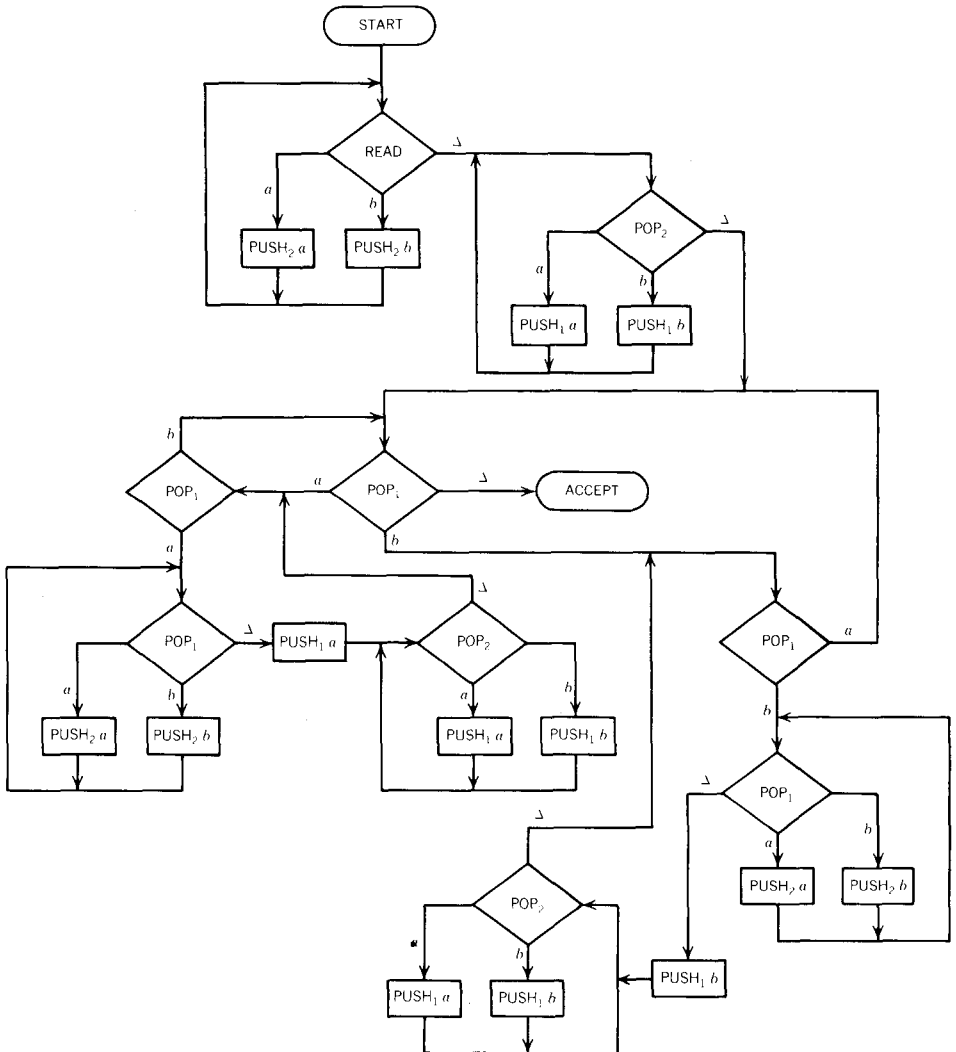 START
Δ
READ
a
b
POP₂
Δ
PUSH₂ a
PUSH₂ b
a
b
PUSH₁ a
PUSH₁ b
b
POP₁
a
POP₁
Δ
ACCEPT
a
b
Δ
POP₁
Δ
PUSH₁ a
POP₂
POP₁
a
a
b
a
b
b
PUSH₂ a
PUSH₂ b
PUSH₁ a
PUSH₁ b
Δ
POP₁
Δ
a
b
PUSH₂ a
PUSH₂ b
POP₂
a
b
PUSH₁ b
PUSH₁ a
PUSH₁ b